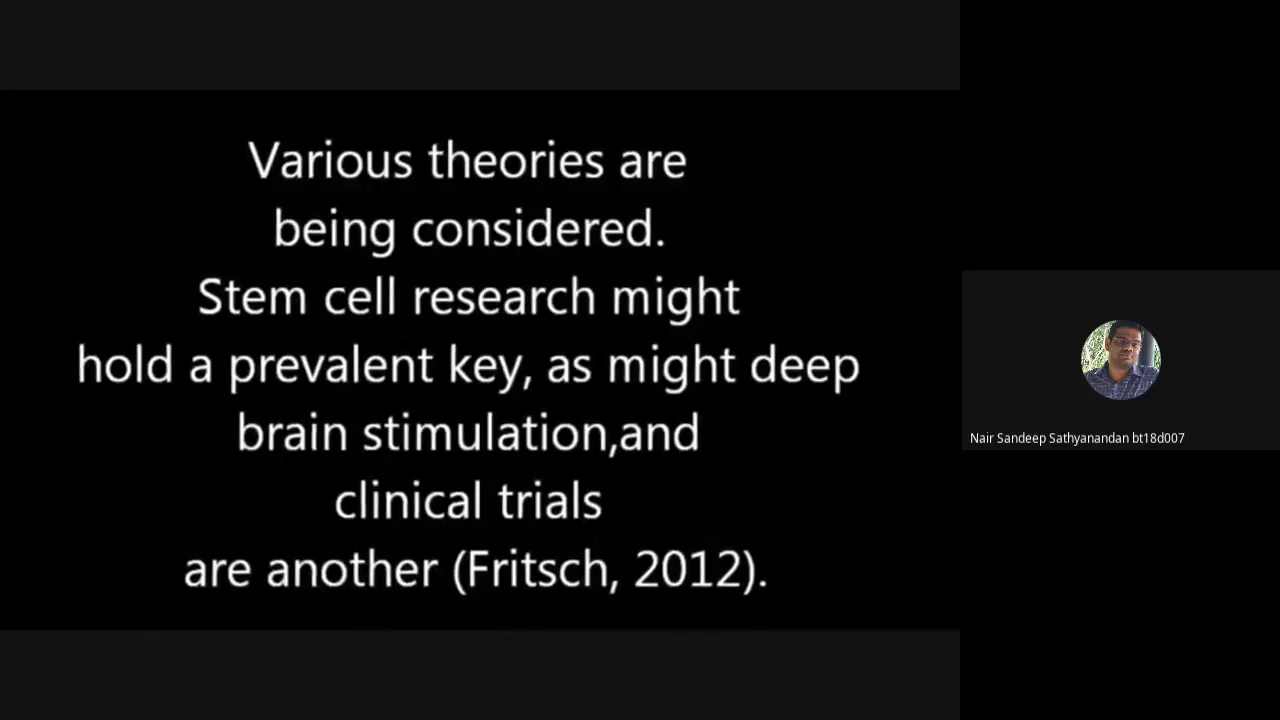 Various theories are
being considered.
Stem cell research might
hold a prevalent key, as might deep
brain stimulation,and
clinical trials
are another (Fritsch, 2012).
Nair Sandeep Sathyanandan bt18d007